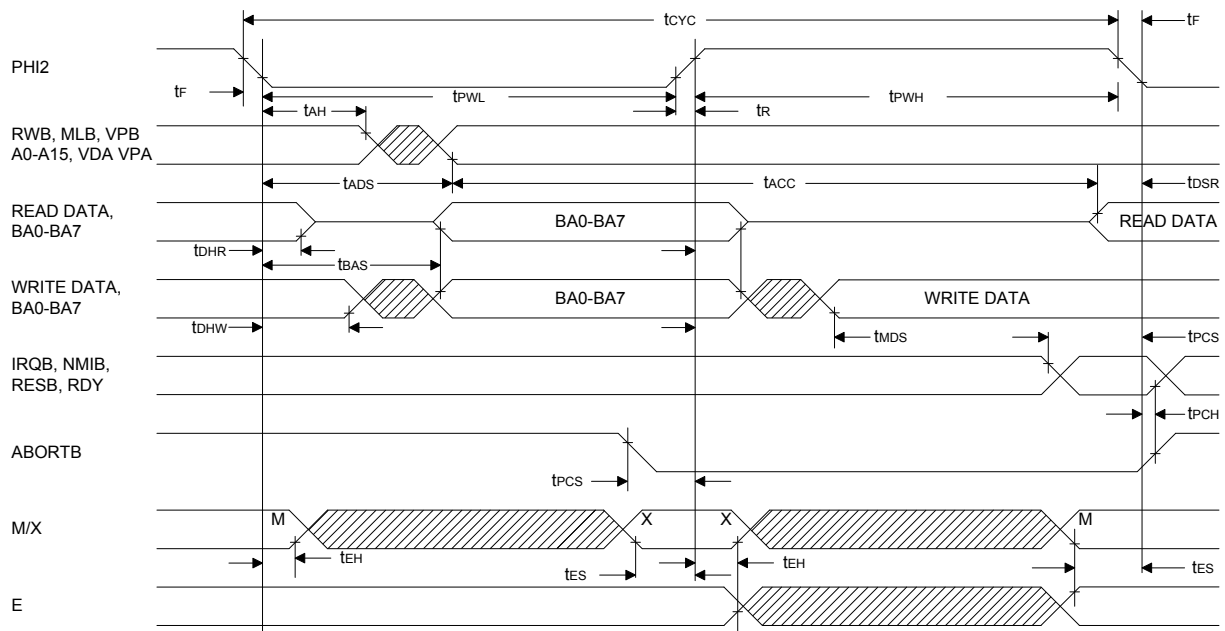 tCYC
tF
PHI2
tF
tPWL
tPWH
tAH
tR
RWB, MLB, VPB
A0-A15, VDA VPA
tADS
tACC
tDSR
READ DATA,
BA0-BA7
BA0-BA7
READ DATA
tDHR
tBAS
WRITE DATA,
BA0-BA7
BA0-BA7
WRITE DATA
tDHW
tMDS
tPCS
IRQB, NMIB,
RESB, RDY
tPCH
ABORTB
tPCS
M/X
M
X
X
M
tEH
tES
tEH
tES
E